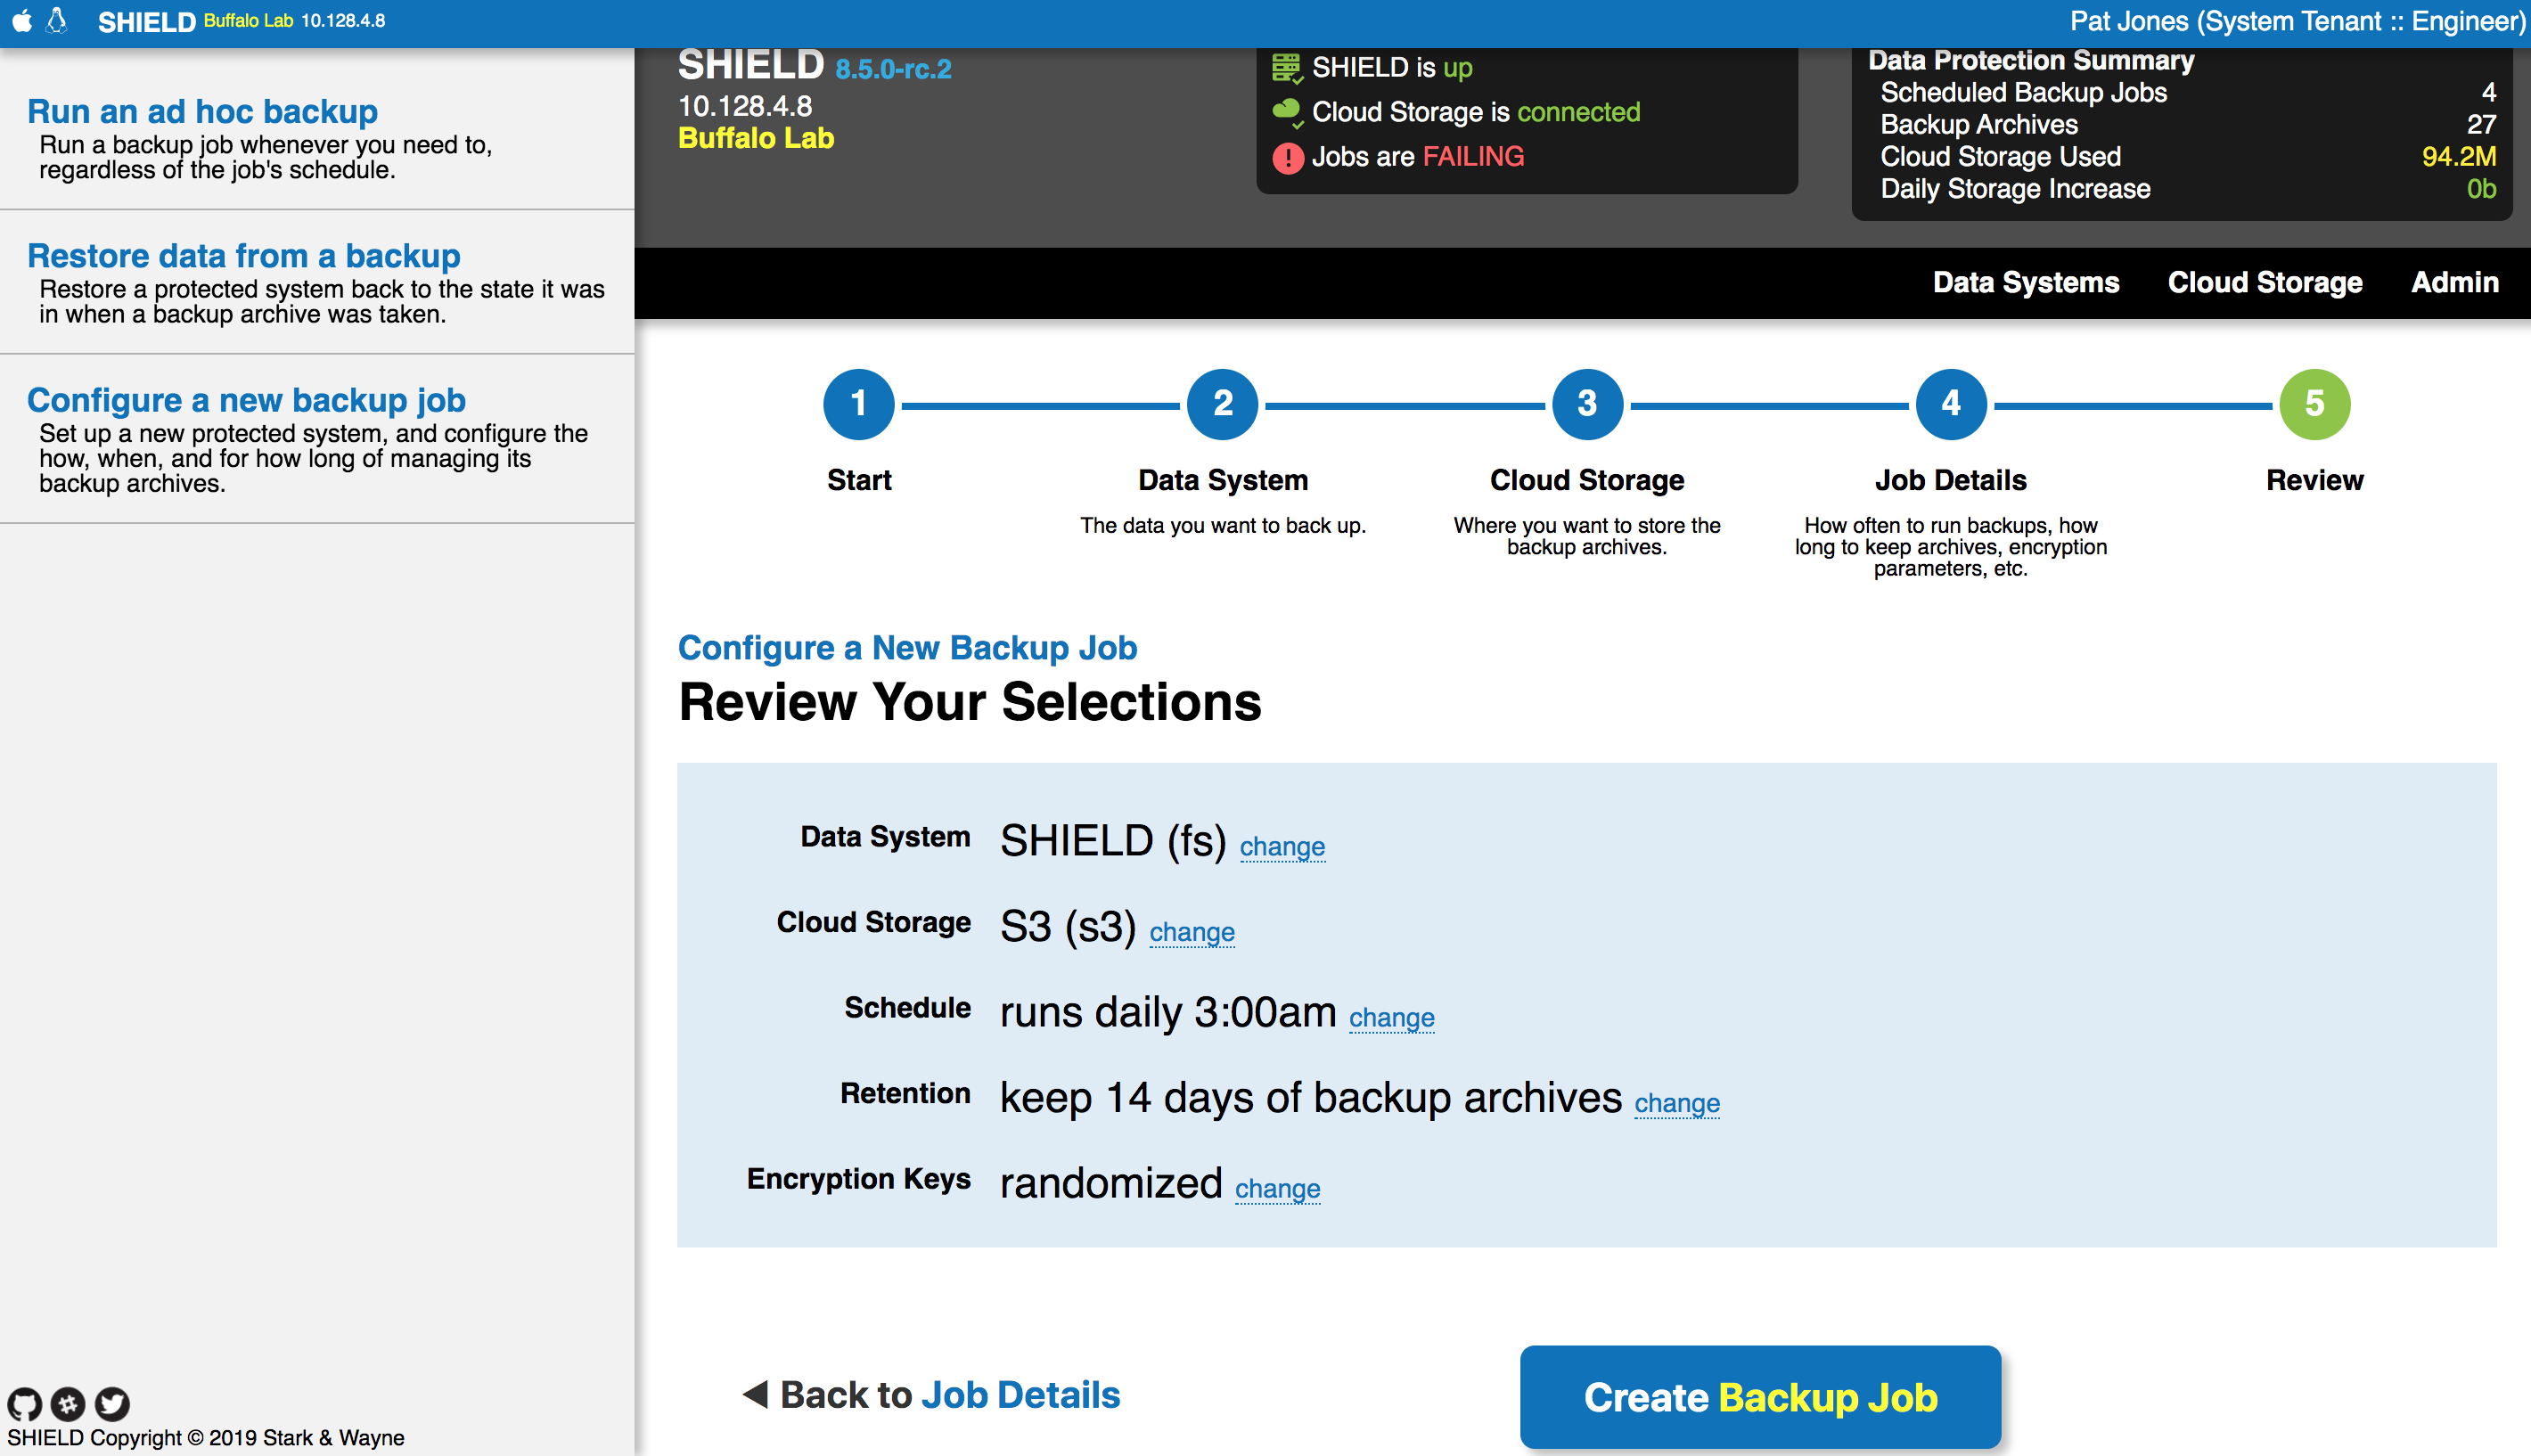 SHIELD Buffalo Lab 10.128.4.8
Pat Jones (System Tenant :: Engineer)
Run an ad hoc backup
Run a backup job whenever you need to,
regardless of the job's schedule.
Restore data from a backup
Restore a protected system back to the state it was
in when a backup archive was taken.
Configure a new backup job
Set up a new protected system, and configure the
how, when, and for how long of managing its
backup archives.
SHIELD Copyright © 2019 Stark & Wayne
SHIELD 8.5.0-rc.2
10.128.4.8
Buffalo Lab
SHIELD is up
Cloud Storage is connected
! Jobs are FAILING
Data Protection Summary
Scheduled Backup Jobs 4
Backup Archives 27
Cloud Storage Used 94.2M
Daily Storage Increase 0b
Data Systems Cloud Storage Admin
1 2 3 4 5
Start
Data System
The data you want to back up.
Cloud Storage
Where you want to store the
backup archives.
Job Details
How often to run backups, how
long to keep archives, encryption
parameters, etc.
Review
Configure a New Backup Job
Review Your Selections
Data System SHIELD (fs) change
Cloud Storage S3 (s3) change
Schedule runs daily 3:00am change
Retention keep 14 days of backup archives change
Encryption Keys randomized change
◀ Back to Job Details
Create Backup Job